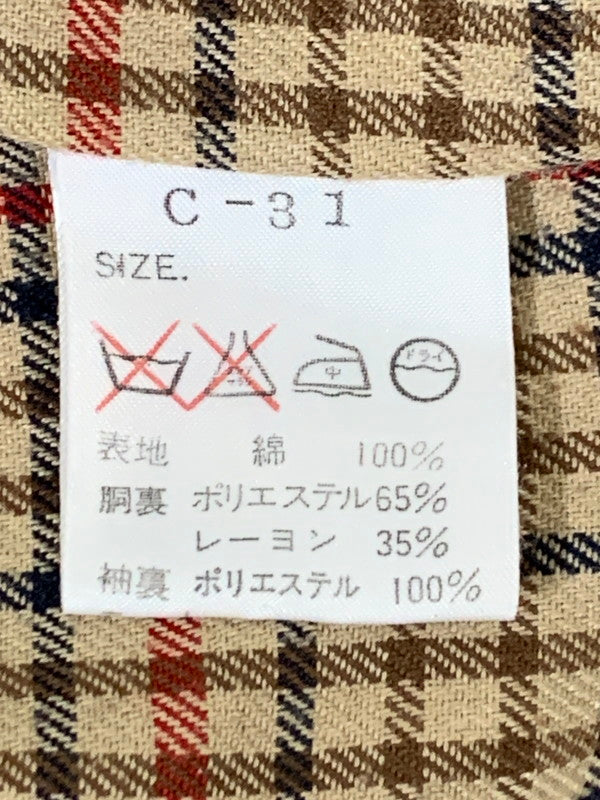 C-31
SIZE.
中 ドライ
表地 綿 100%
胴裏 ポリエステル65%
レーヨン 35%
袖裏 ポリエステル 100%